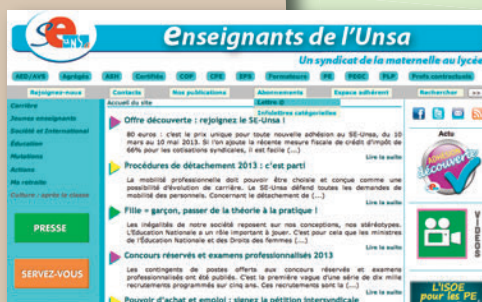 SE
UNSA
Enseignants de l'Unsa
Un syndicat de la maternelle au lycée
AED/AVS Agrégés ASH Certifiés COP CPE EPS Formateurs PE PEGC PLP Profs contractuels
Rejoignez-nous Contacts Nos publications Abonnements Espace adhérent Rechercher >>
Accueil du site Lettre @
Infolettres catégorielles
Carrière
Jeunes enseignants
Société et International
Éducation
Mutations
Actions
Ma retraite
Culture : après la classe
PRESSE
SERVEZ-VOUS
Offre découverte : rejoignez le SE-Unsa !
80 euros : c'est le prix unique pour toute nouvelle adhésion au SE-Unsa, du 10
mars au 10 mai 2013. Si l'on ajoute la récente mesure fiscale de crédit d'impôt de
66% pour les cotisations syndicales, il est facile (...)
Lire la suite
Procédures de détachement 2013 : c'est parti
La mobilité professionnelle doit pouvoir être choisie et conçue comme une
possibilité d'évolution de carrière. Le SE-Unsa défend toutes les demandes de
mobilité des personnels. Concernant le détachement de (...)
Lire la suite
Fille = garçon, passer de la théorie à la pratique !
Les inégalités de notre société reposent sur nos conceptions, nos stéréotypes.
L'Éducation Nationale a un rôle important à jouer. C'est pour cela que les ministres
de l'Éducation Nationale et des Droits des femmes (...)
Lire la suite
Concours réservés et examens professionnalisés 2013
Les contingents de postes offerts aux concours réservés et examens
professionnalisés ont été publiés. C'est la première vague d'une série de dix mille
recrutements programmés sur cinq ans. Ces recrutements sont la (...)
Lire la suite
Pouvoir d'achat et emploi : signez la pétition intersyndicale
Actu
Adhésion
découverte
VIDEOS
L'ISOE
pour les PE